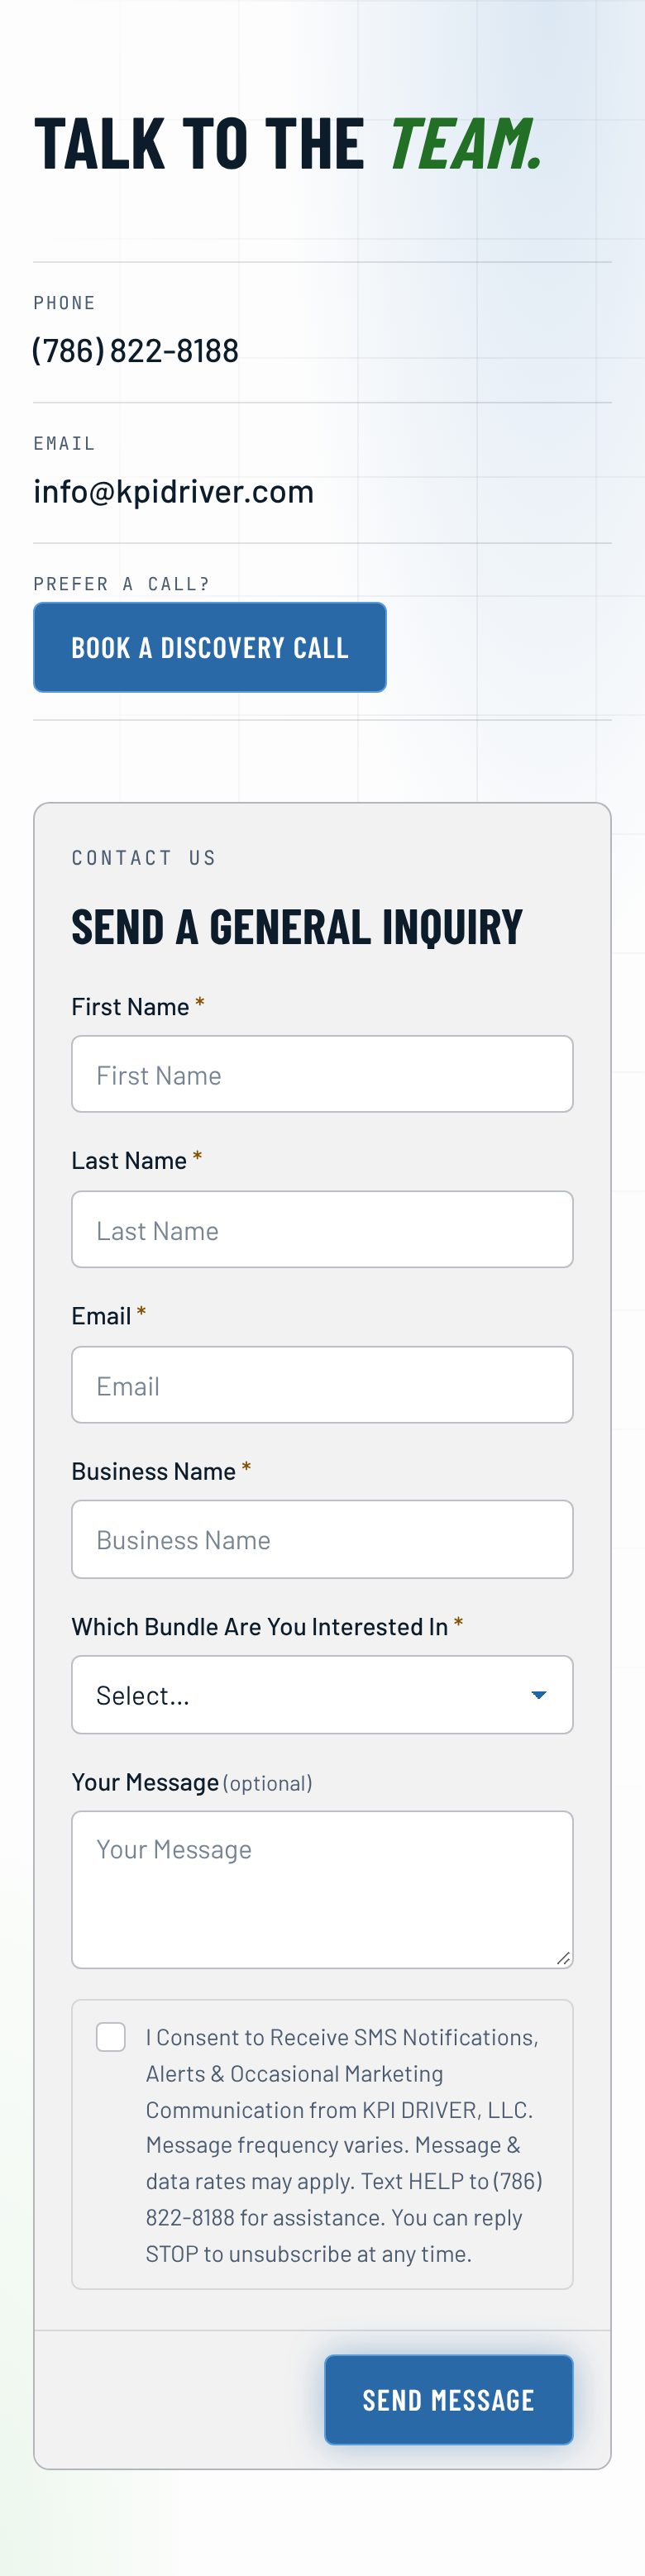 TALK TO THE TEAM.
PHONE
(786) 822-8188
EMAIL
info@kpidriver.com
PREFER A CALL?
BOOK A DISCOVERY CALL
CONTACT US
SEND A GENERAL INQUIRY
First Name *
First Name
Last Name *
Last Name
Email *
Email
Business Name *
Business Name
Which Bundle Are You Interested In *
Select...
Your Message (optional)
Your Message
I Consent to Receive SMS Notifications,
Alerts & Occasional Marketing
Communication from KPI DRIVER, LLC.
Message frequency varies. Message &
data rates may apply. Text HELP to (786)
822-8188 for assistance. You can reply
STOP to unsubscribe at any time.
SEND MESSAGE